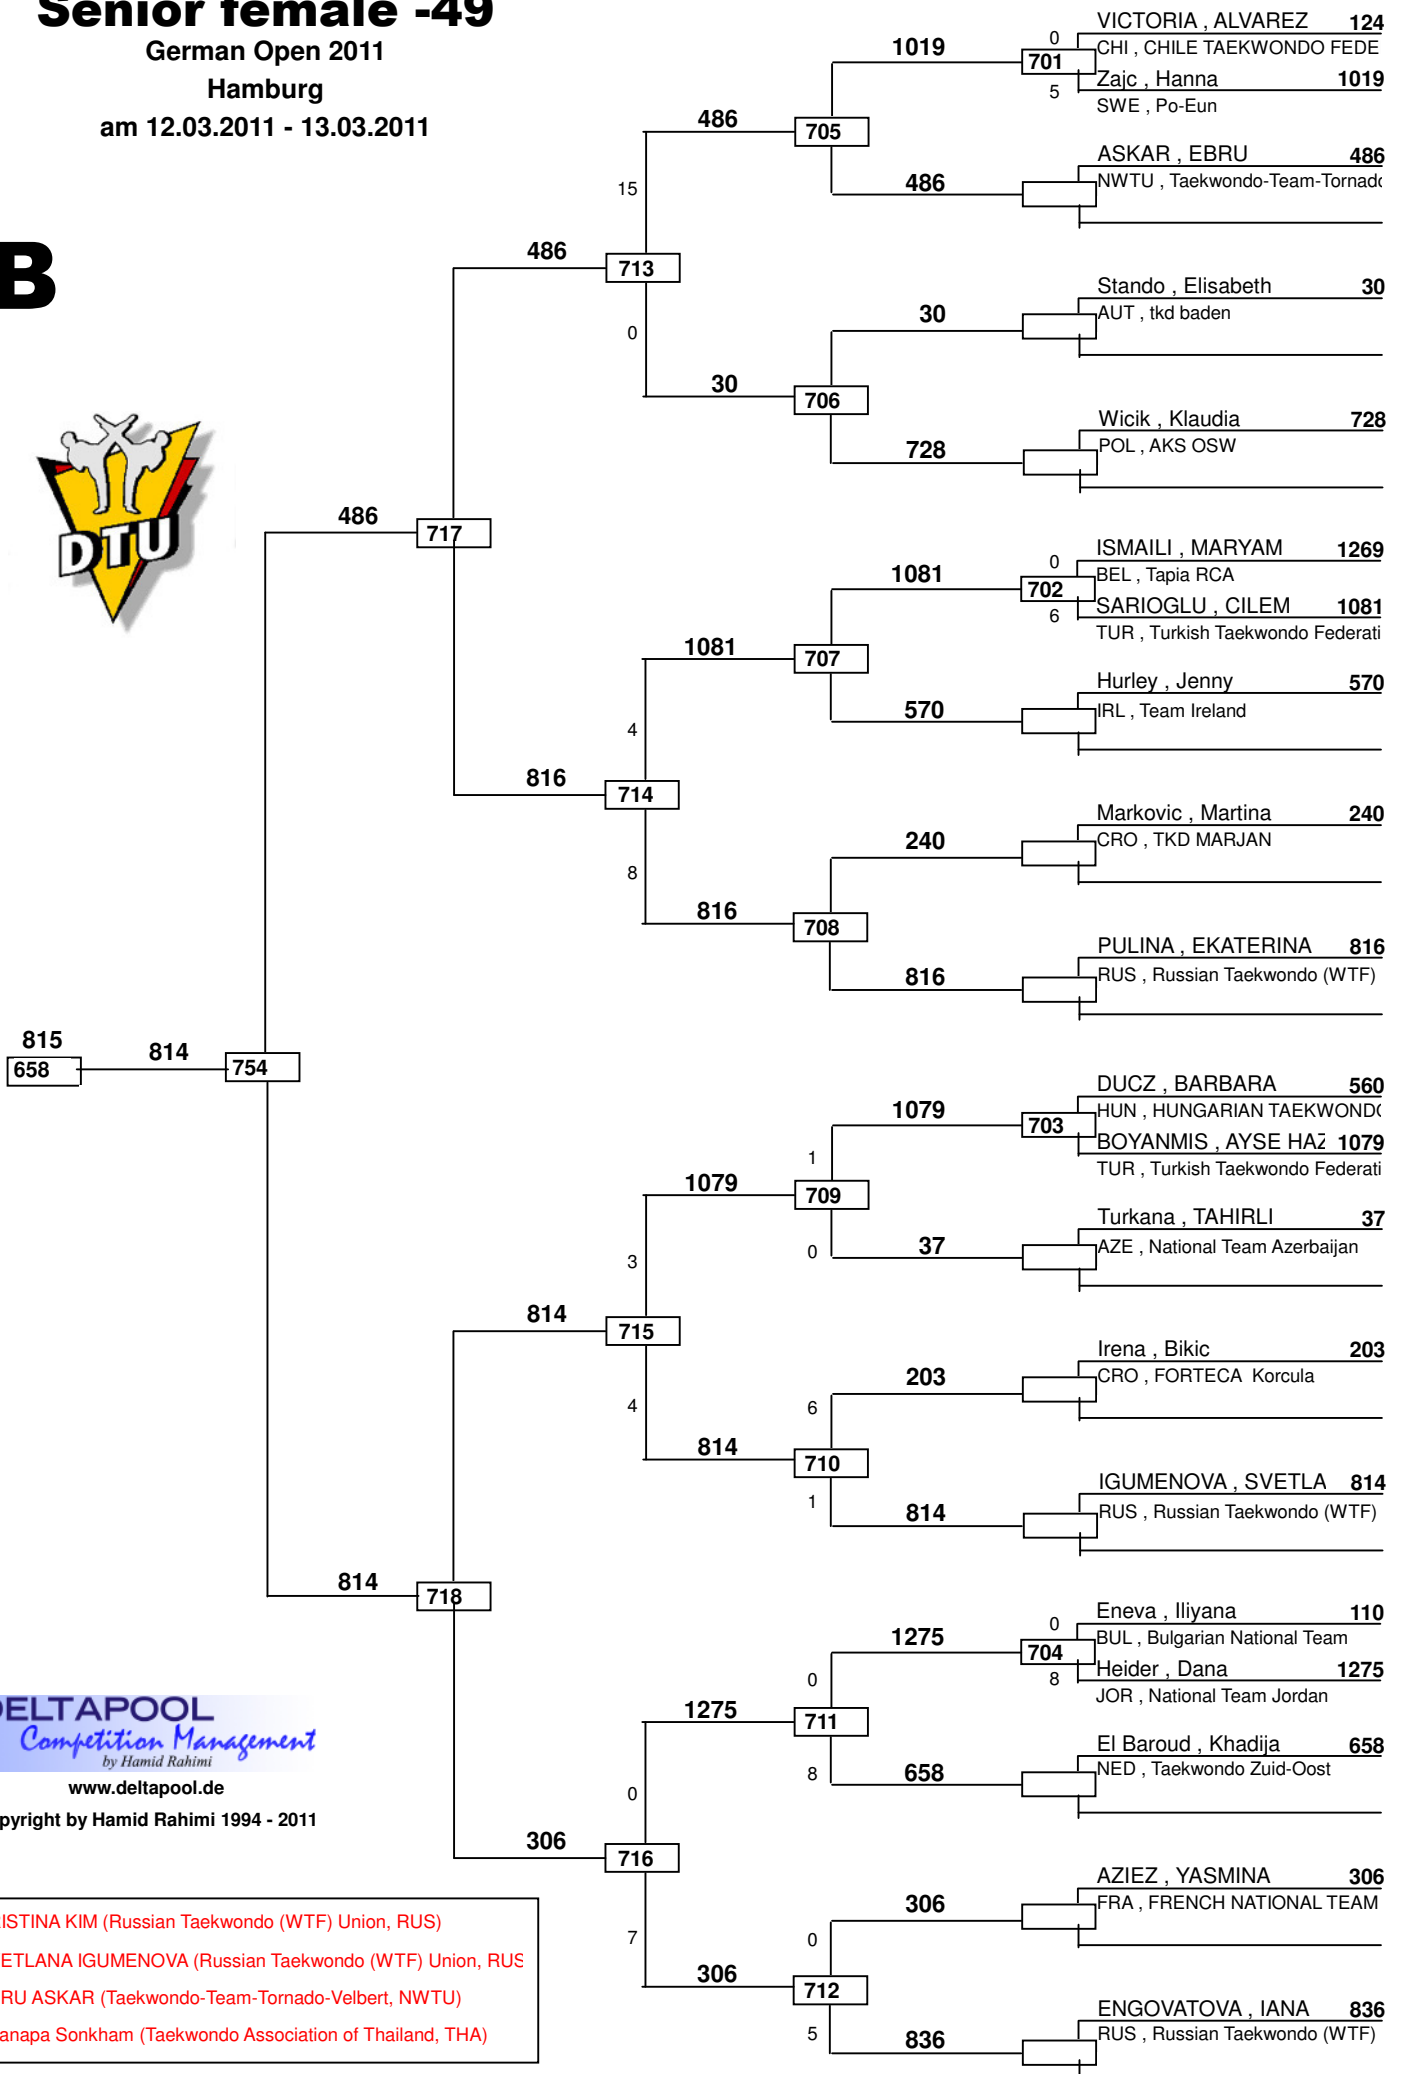 Senior female -49
German Open 2011
Hamburg
am 12.03.2011 - 13.03.2011
B
DTU
VICTORIA , ALVAREZ 124
0
1019
701
CHI , CHILE TAEKWONDO FEDE
Zajc , Hanna 1019
5
SWE , Po-Eun
486
705
ASKAR , EBRU 486
486
NWTU , Taekwondo-Team-Tornado
15
486
713
Stando , Elisabeth 30
30
AUT , tkd baden
0
30
706
Wicik , Klaudia 728
728
POL , AKS OSW
486
717
ISMAILI , MARYAM 1269
0
1081
702
BEL , Tapia RCA
SARIOGLU , CILEM 1081
6
TUR , Turkish Taekwondo Federati
1081
707
Hurley , Jenny 570
570
IRL , Team Ireland
4
816
714
Markovic , Martina 240
240
CRO , TKD MARJAN
8
816
708
PULINA , EKATERINA 816
816
RUS , Russian Taekwondo (WTF)
815
658
814
754
DUCZ , BARBARA 560
1079
703
HUN , HUNGARIAN TAEKWONDO
BOYANMIS , AYSE HAZ 1079
TUR , Turkish Taekwondo Federati
1
1079
709
Turkana , TAHIRLI 37
0
37
AZE , National Team Azerbaijan
3
814
715
Irena , Bikic 203
203
CRO , FORTECA Korcula
4
6
814
710
IGUMENOVA , SVETLA 814
1
814
RUS , Russian Taekwondo (WTF)
814
718
Eneva , Iliyana 110
0
1275
704
BUL , Bulgarian National Team
Heider , Dana 1275
8
JOR , National Team Jordan
0
1275
711
El Baroud , Khadija 658
8
658
NED , Taekwondo Zuid-Oost
0
306
716
AZIEZ , YASMINA 306
306
FRA , FRENCH NATIONAL TEAM
7
0
306
712
ENGOVATOVA , IANA 836
5
836
RUS , Russian Taekwondo (WTF)
DELTAPOOL
Competition Management
by Hamid Rahimi
www.deltapool.de
pyright by Hamid Rahimi 1994 - 2011
ISTINA KIM (Russian Taekwondo (WTF) Union, RUS)
ETLANA IGUMENOVA (Russian Taekwondo (WTF) Union, RUS
RU ASKAR (Taekwondo-Team-Tornado-Velbert, NWTU)
anapa Sonkham (Taekwondo Association of Thailand, THA)